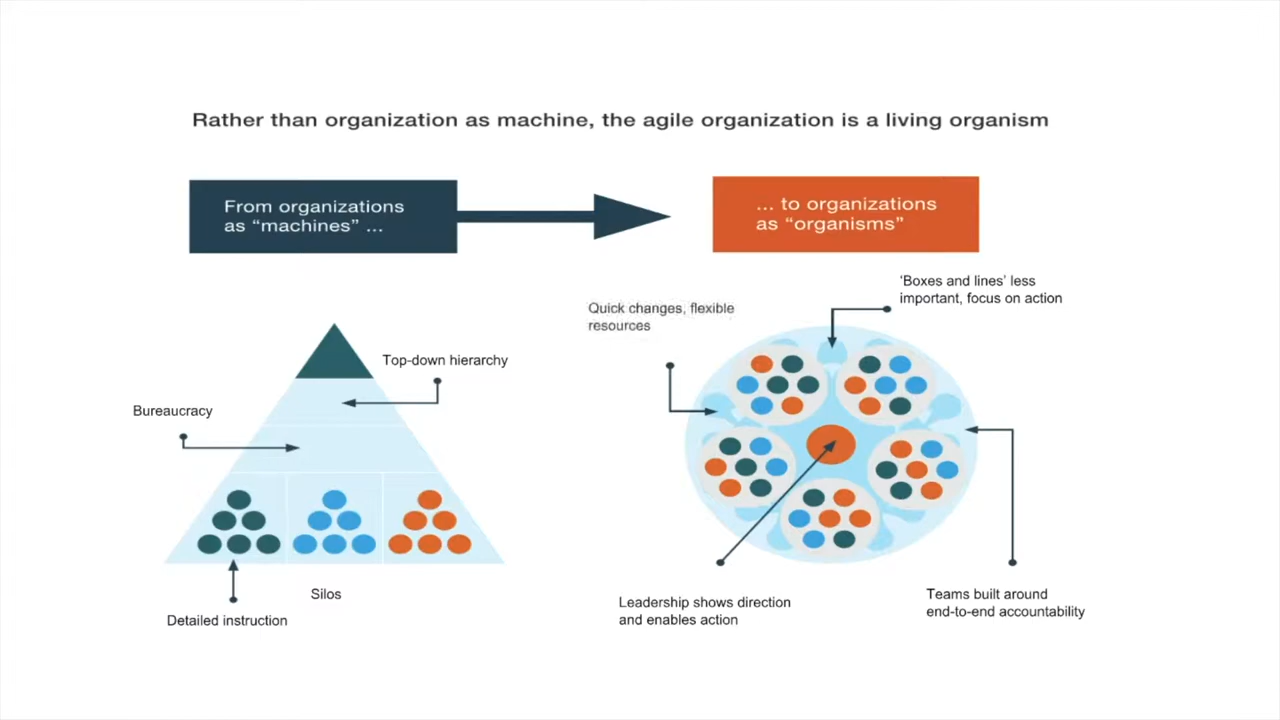 Rather than organization as machine, the agile organization is a living organism
From organizations
as “machines” ...
... to organizations
as “organisms”
‘Boxes and lines’ less
important, focus on action
Quick changes, flexible
resources
Top-down hierarchy
Bureaucracy
Silos
Detailed instruction
Leadership shows direction
and enables action
Teams built around
end-to-end accountability